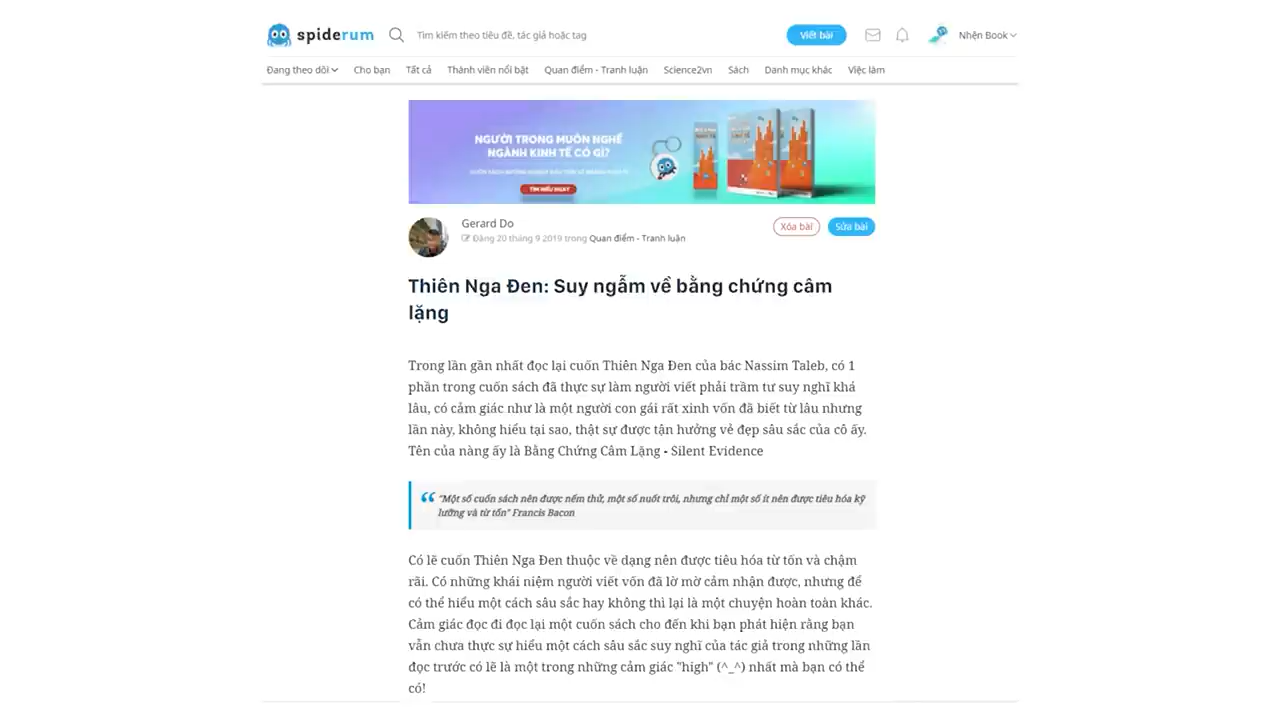 spiderum
Tìm kiếm theo tiêu đề, tác giả hoặc tag
Viết bài
Nhện Book
Đang theo dõi
Cho bạn
Tất cả
Thành viên nổi bật
Quan điểm - Tranh luận
Science2vn
Sách
Danh mục khác
Việc làm
NGƯỜI TRONG MUÔN NGHỀ
NGÀNH KINH TẾ CÓ GÌ?
TÌM HIỂU NGAY
Gerard Do
Đăng 20 tháng 9 2019 trong Quan điểm - Tranh luận
Xóa bài
Sửa bài
Thiên Nga Đen: Suy ngẫm về bằng chứng câm
lặng
Trong lần gần nhất đọc lại cuốn Thiên Nga Đen của bác Nassim Taleb, có 1
phần trong cuốn sách đã thực sự làm người viết phải trầm tư suy nghĩ khá
lâu, có cảm giác như là một người con gái rất xinh vốn đã biết từ lâu nhưng
lần này, không hiểu tại sao, thật sự được tận hưởng vẻ đẹp sâu sắc của cô ấy.
Tên của nàng ấy là Bằng Chứng Câm Lặng - Silent Evidence
“ "Một số cuốn sách nên được nếm thử, một số nuốt trôi, nhưng chỉ một số ít nên được tiêu hóa kỹ
lưỡng và từ tốn" Francis Bacon
Có lẽ cuốn Thiên Nga Đen thuộc về dạng nên được tiêu hóa từ tốn và chậm
rãi. Có những khái niệm người viết vốn đã lờ mờ cảm nhận được, nhưng để
có thể hiểu một cách sâu sắc hay không thì lại là một chuyện hoàn toàn khác.
Cảm giác đọc đi đọc lại một cuốn sách cho đến khi bạn phát hiện rằng bạn
vẫn chưa thực sự hiểu một cách sâu sắc suy nghĩ của tác giả trong những lần
đọc trước có lẽ là một trong những cảm giác "high" (^_^) nhất mà bạn có thể
có!